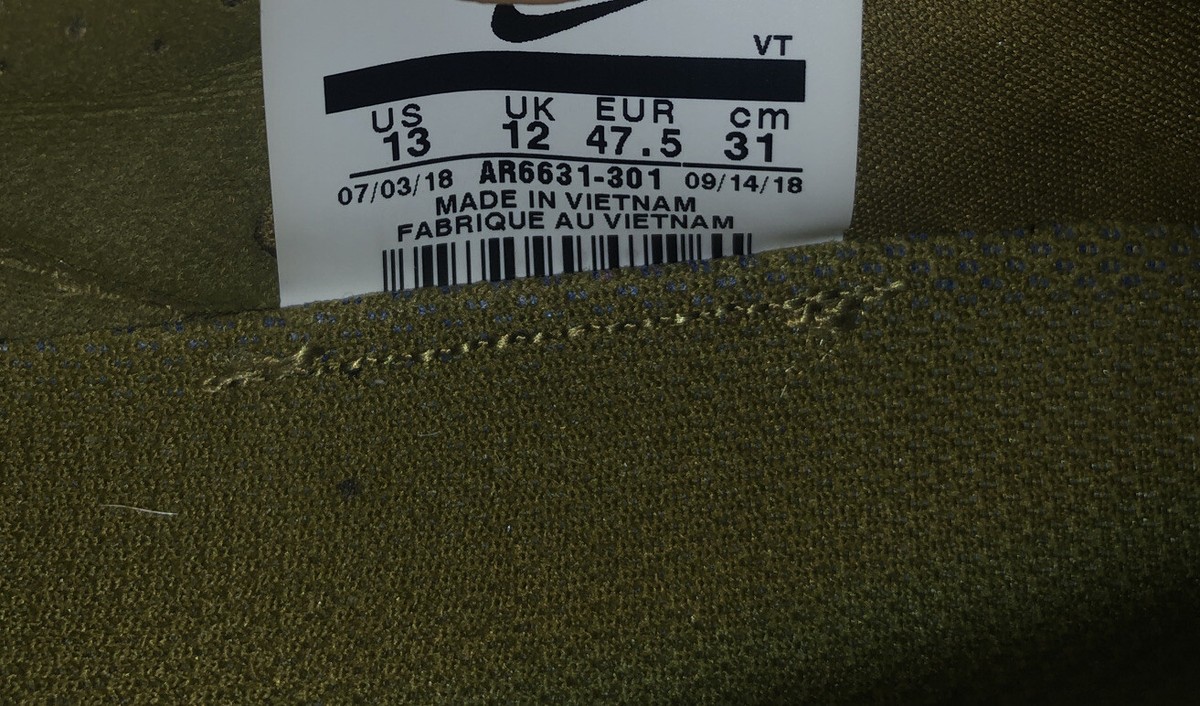 VT
US UK EUR cm
13 12 47.5 31
07/03/18 AR6631-301 09/14/18
MADE IN VIETNAM
FABRIQUE AU VIETNAM